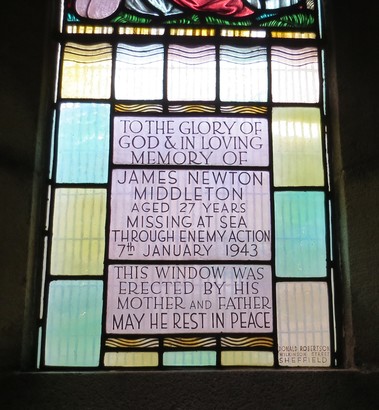 TO THE GLORY OF
GOD & IN LOVING
MEMORY OF
JAMES NEWTON
MIDDLETON
AGED 27 YEARS
MISSING AT SEA
THROUGH ENEMY ACTION
7th JANUARY 1943
THIS WINDOW WAS
ERECTED BY HIS
MOTHER AND FATHER
MAY HE REST IN PEACE
DONALD ROBERTSON
WILKINSON STREET
SHEFFIELD